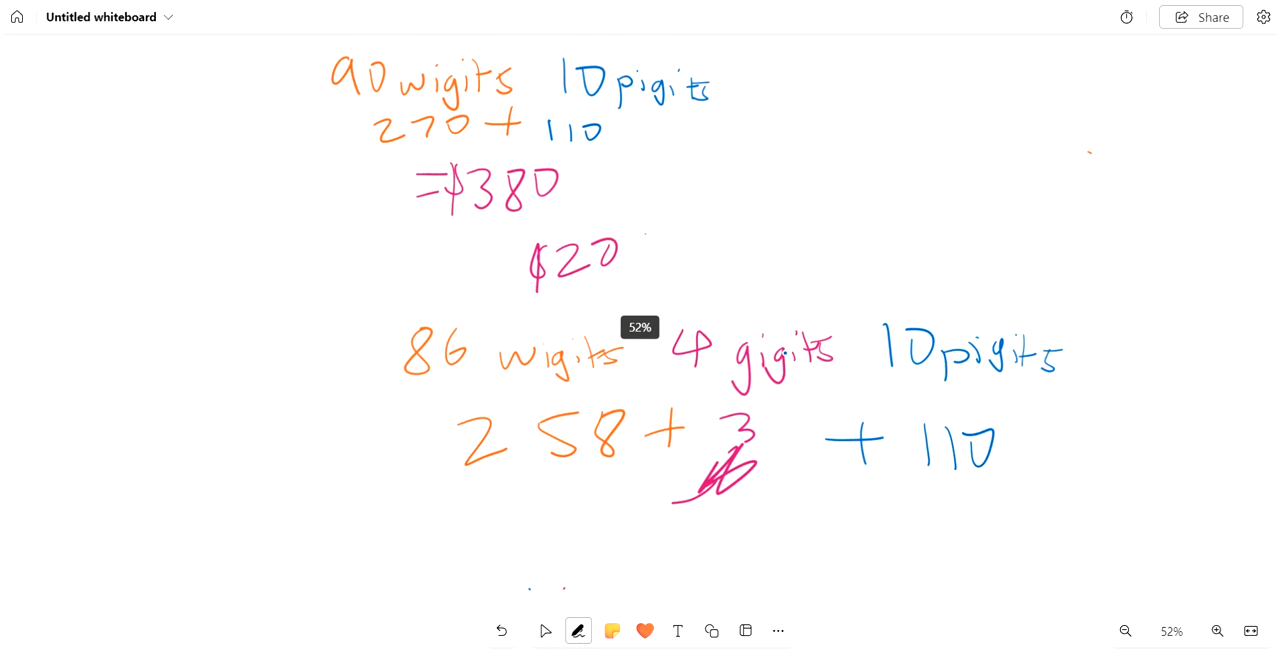 Untitled whiteboard
Share
90 wigits 10 pigits
270 + 110
=$380
$20
52%
86 wigits 4 gigits 10 pigits
258 + 3 + 110
T
52%